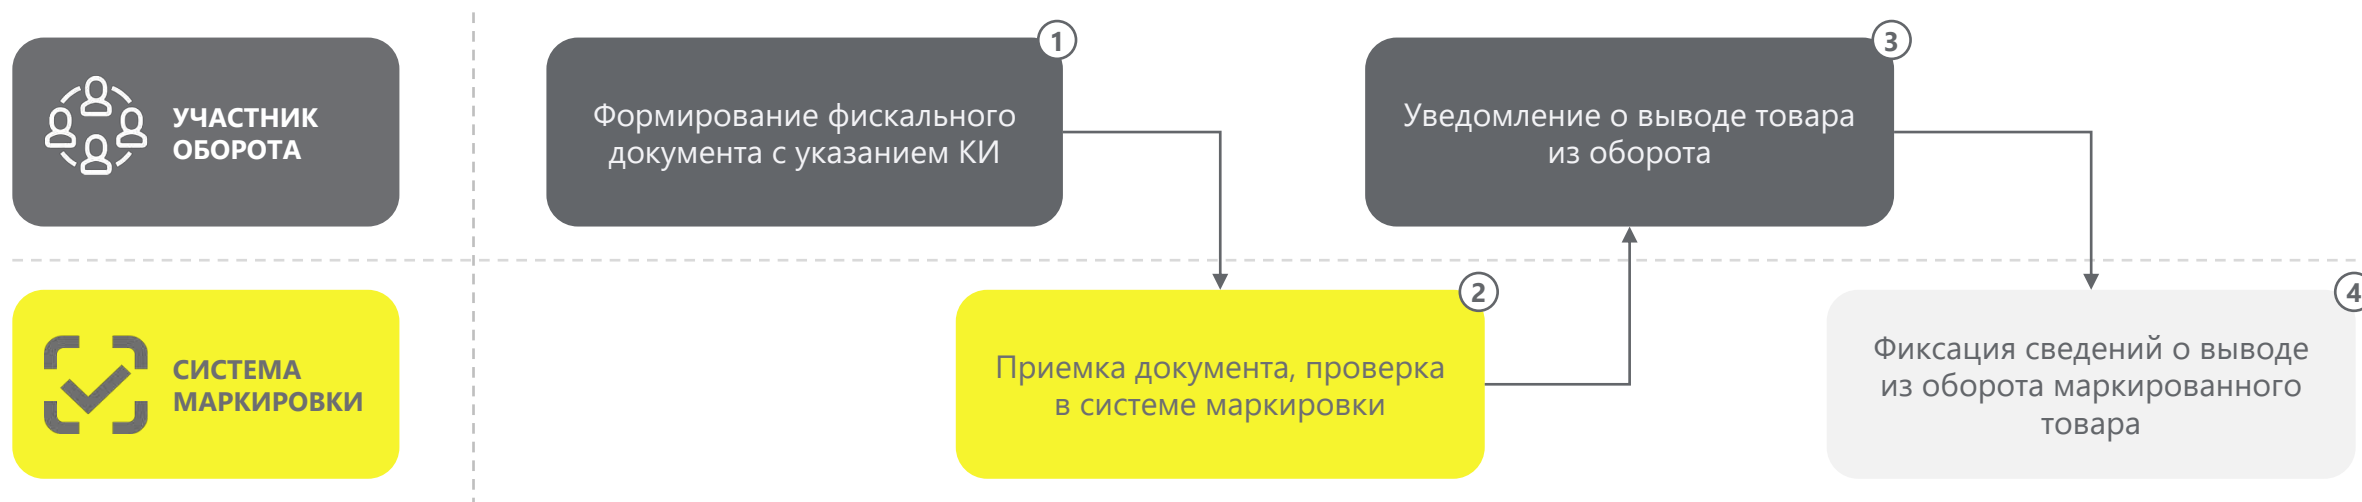 УЧАСТНИК
ОБОРОТА
1
Формирование фискального
документа с указанием КИ
3
Уведомление о выводе товара
из оборота
СИСТЕМА
МАРКИРОВКИ
2
Приемка документа, проверка
в системе маркировки
4
Фиксация сведений о выводе
из оборота маркированного
товара